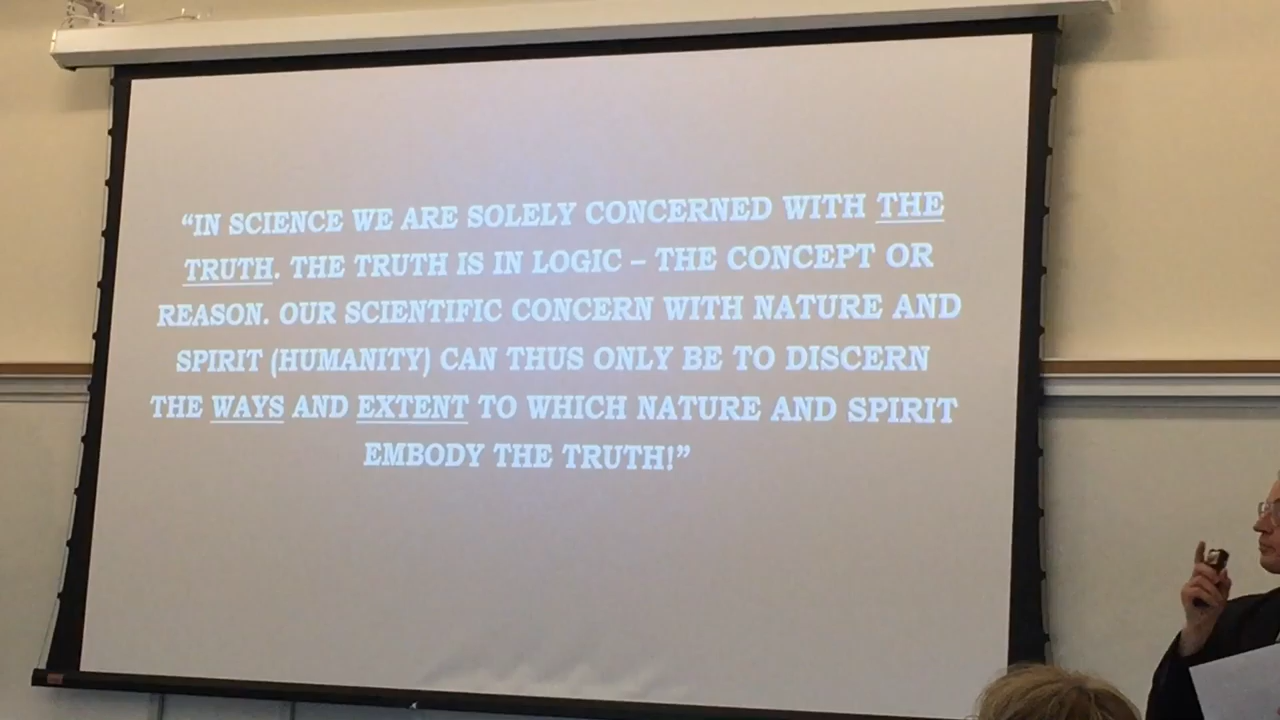 “IN SCIENCE WE ARE SOLELY CONCERNED WITH THE
TRUTH. THE TRUTH IS IN LOGIC – THE CONCEPT OR
REASON. OUR SCIENTIFIC CONCERN WITH NATURE AND
SPIRIT (HUMANITY) CAN THUS ONLY BE TO DISCERN
THE WAYS AND EXTENT TO WHICH NATURE AND SPIRIT
EMBODY THE TRUTH!”